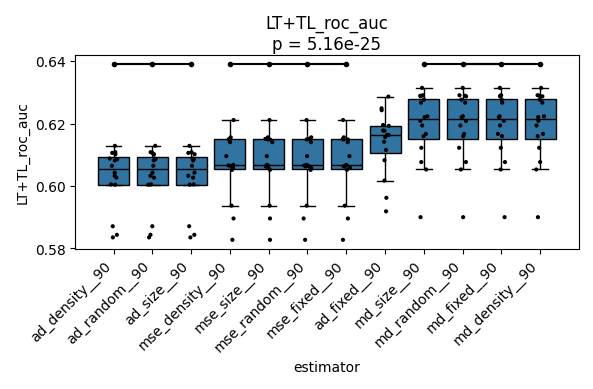 LT+TL_roc_auc
p = 5.16e-25
LT+TL_roc_auc
0.64
0.62
0.60
0.58
ad_density__90
ad_random__90
ad_size__90
mse_density__90
mse_size__90
mse_random__90
mse_fixed__90
ad_fixed__90
md_size__90
md_random__90
md_fixed__90
md_density__90
estimator